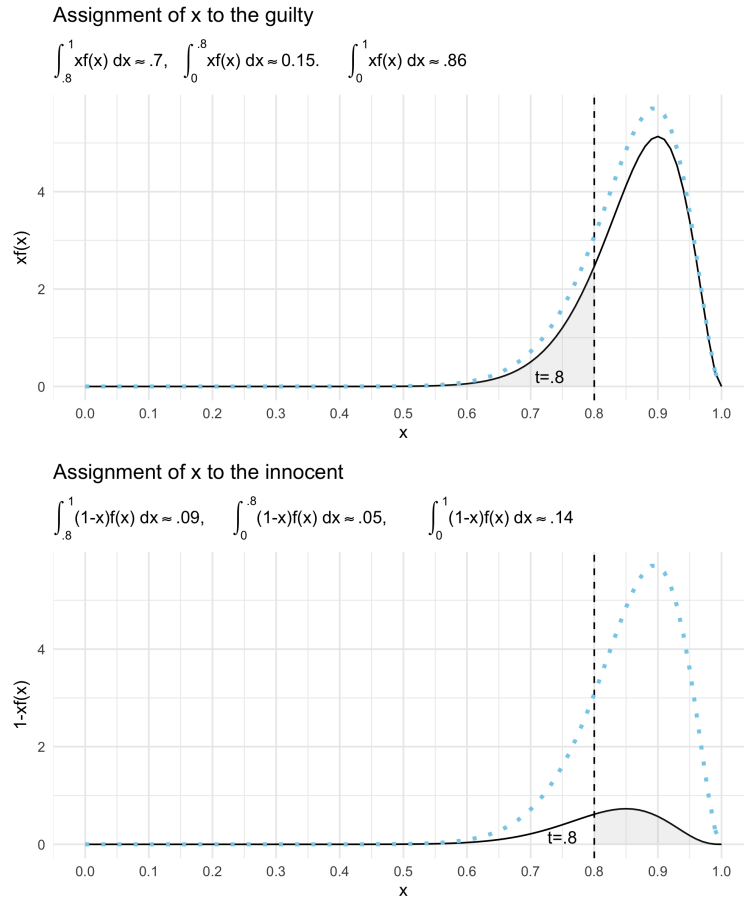 Assignment of x to the guilty
∫.8^1 xf(x) dx ≈ .7, ∫0^.8 xf(x) dx ≈ 0.15. ∫0^1 xf(x) dx ≈ .86
xf(x)
4
2
0
t=.8
0.0 0.1 0.2 0.3 0.4 0.5 0.6 0.7 0.8 0.9 1.0
x
Assignment of x to the innocent
∫.8^1 (1-x)f(x) dx ≈ .09, ∫0^.8 (1-x)f(x) dx ≈ .05, ∫0^1 (1-x)f(x) dx ≈ .14
1-xf(x)
4
2
0
t=.8
0.0 0.1 0.2 0.3 0.4 0.5 0.6 0.7 0.8 0.9 1.0
x